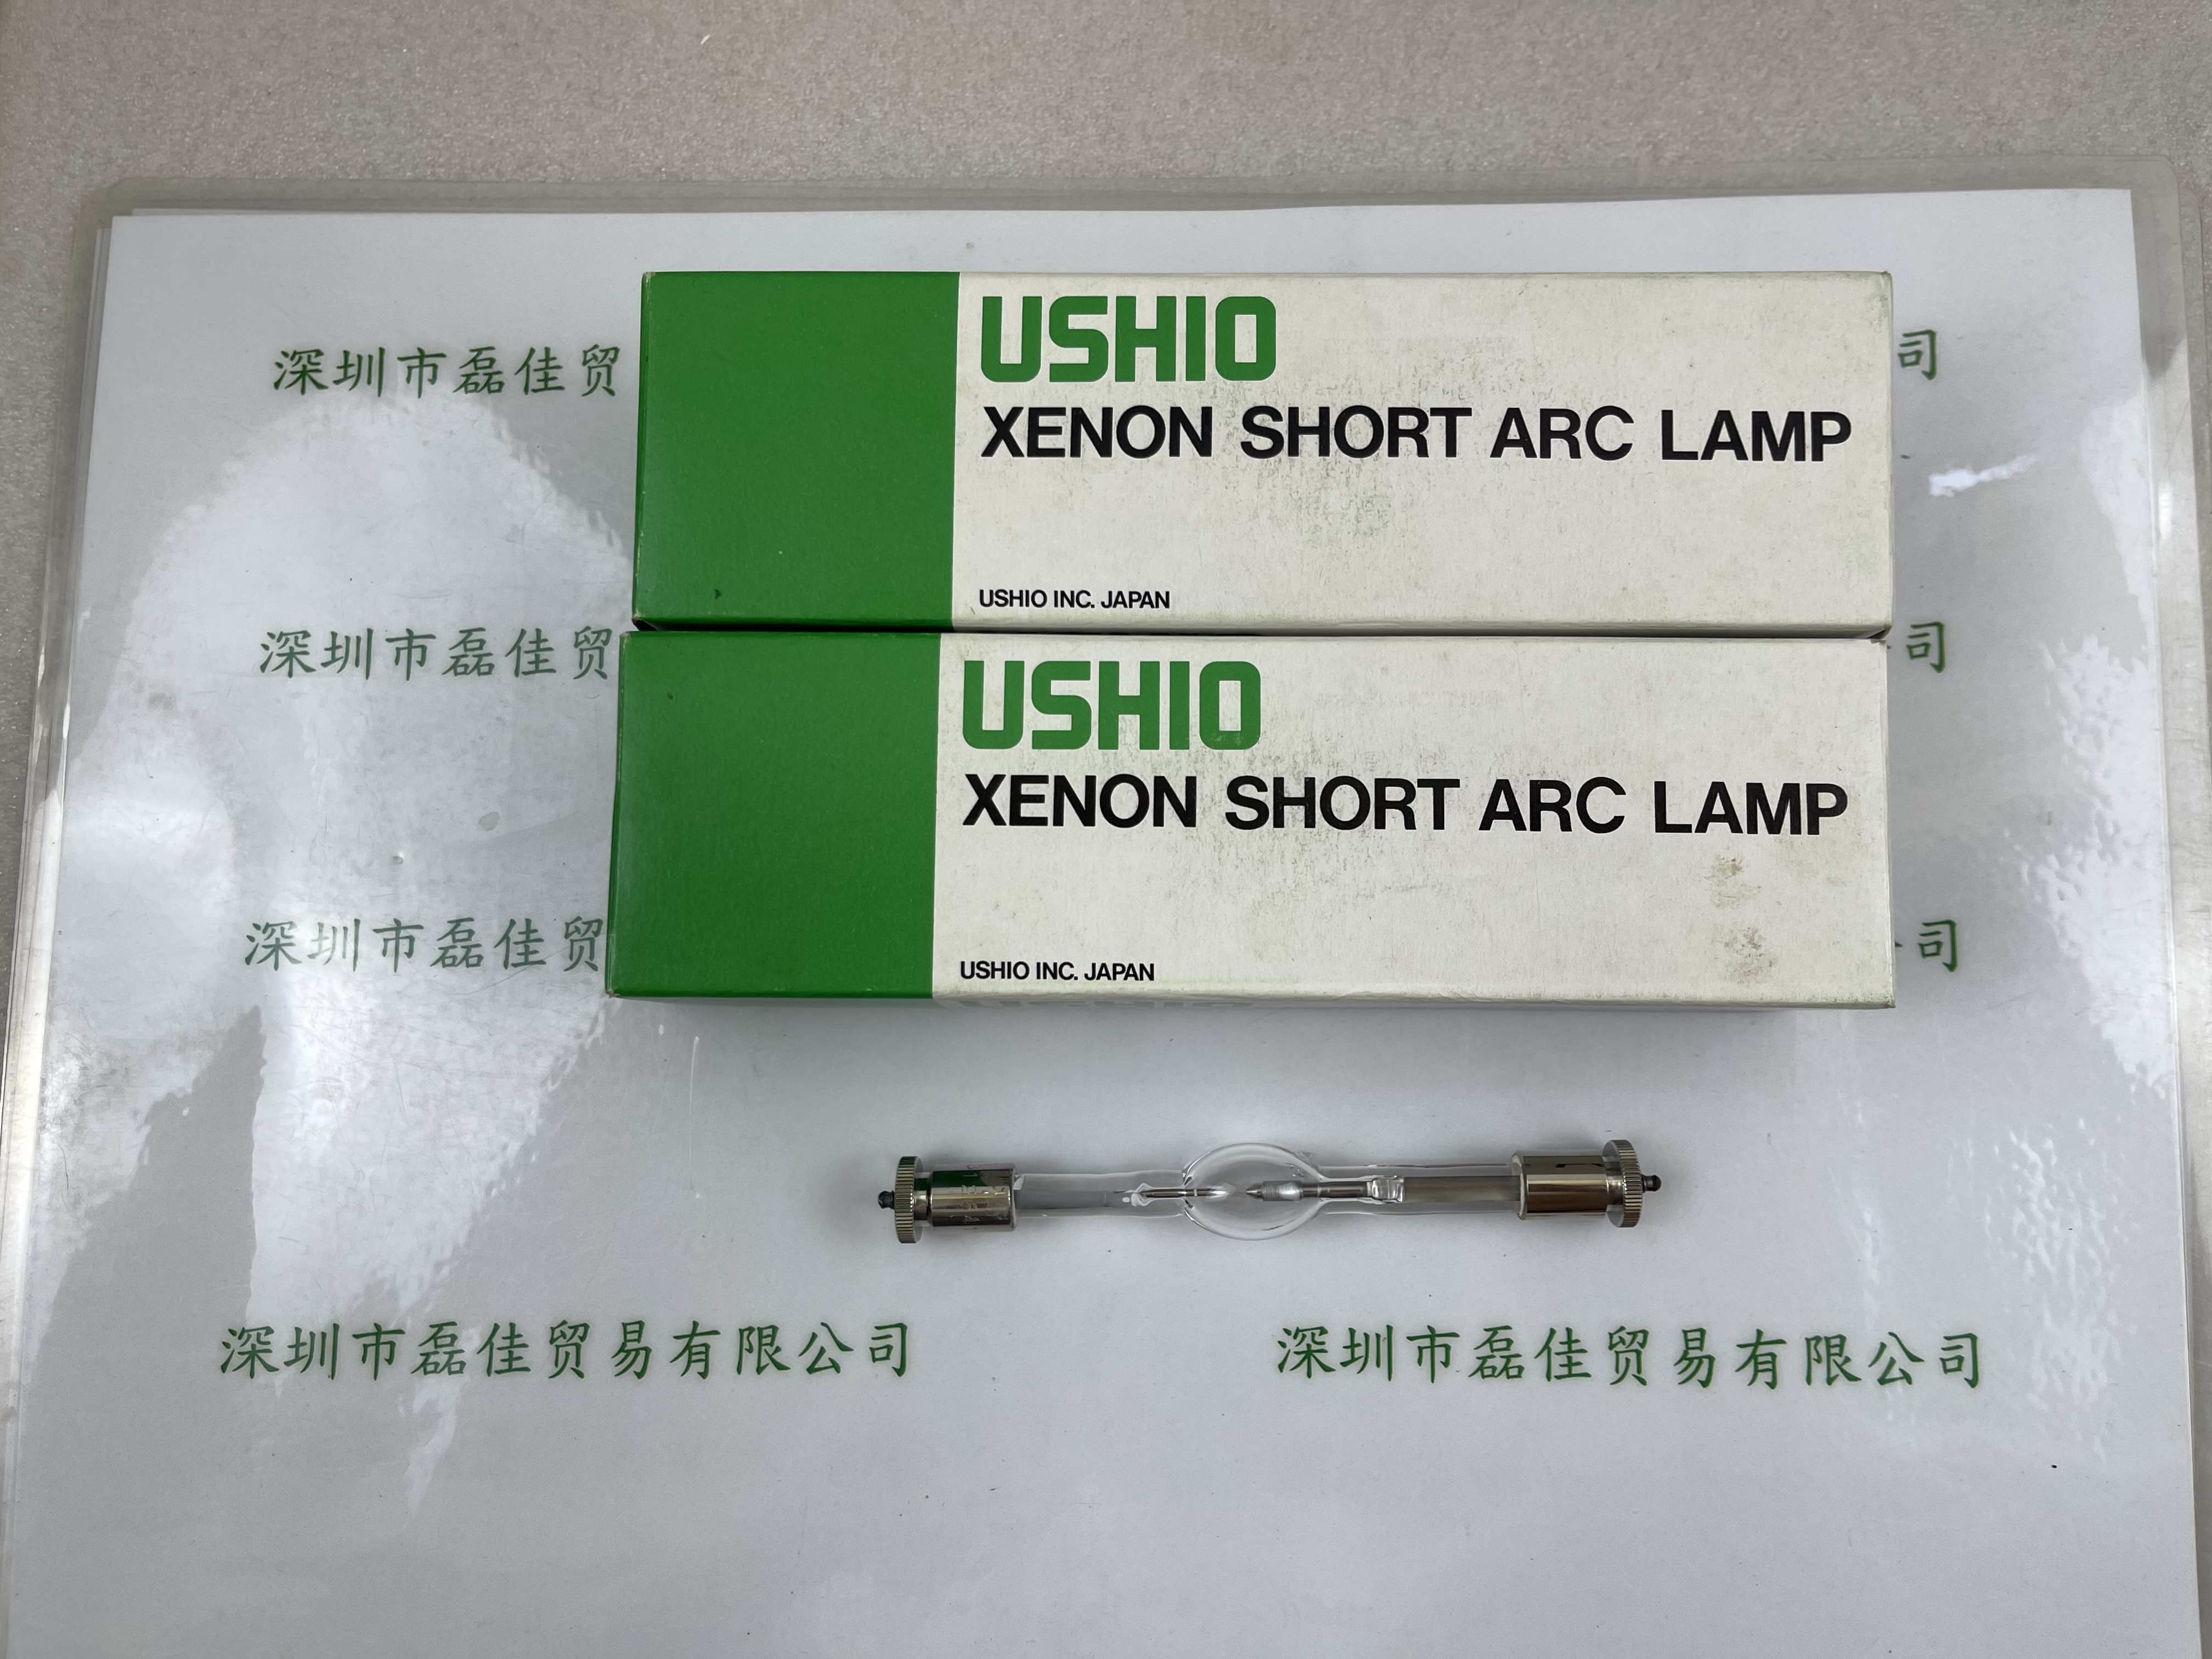 深圳市磊佳贸
司
USHIO
XENON SHORT ARC LAMP
USHIO INC. JAPAN
深圳市磊佳贸
司
USHIO
XENON SHORT ARC LAMP
USHIO INC. JAPAN
深圳市磊佳贸
司
深圳市磊佳贸易有限公司
深圳市磊佳贸易有限公司